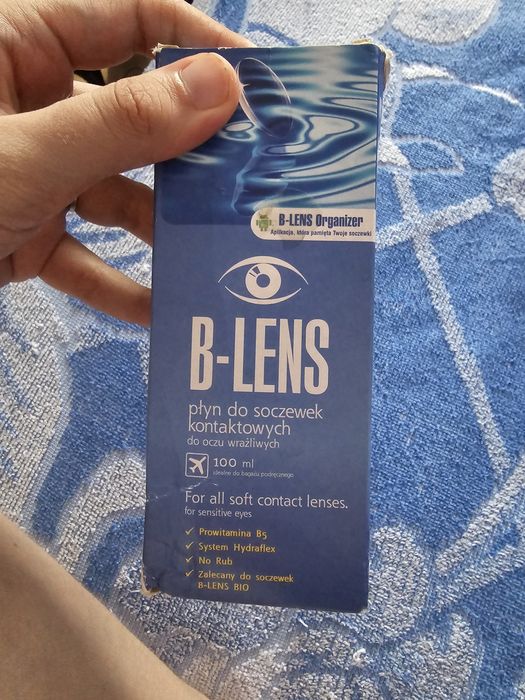 B-LENS Organizer
Aplikacja, która pamięta Twoje soczewki
B-LENS
płyn do soczewek
kontaktowych
do oczu wrażliwych
100 ml
idealne do bagażu podręcznego
For all soft contact lenses.
for sensitive eyes
✓ Prowitamina B5
✓ System Hydraflex
✓ No Rub
✓ Zalecany do soczewek
B-LENS BIO